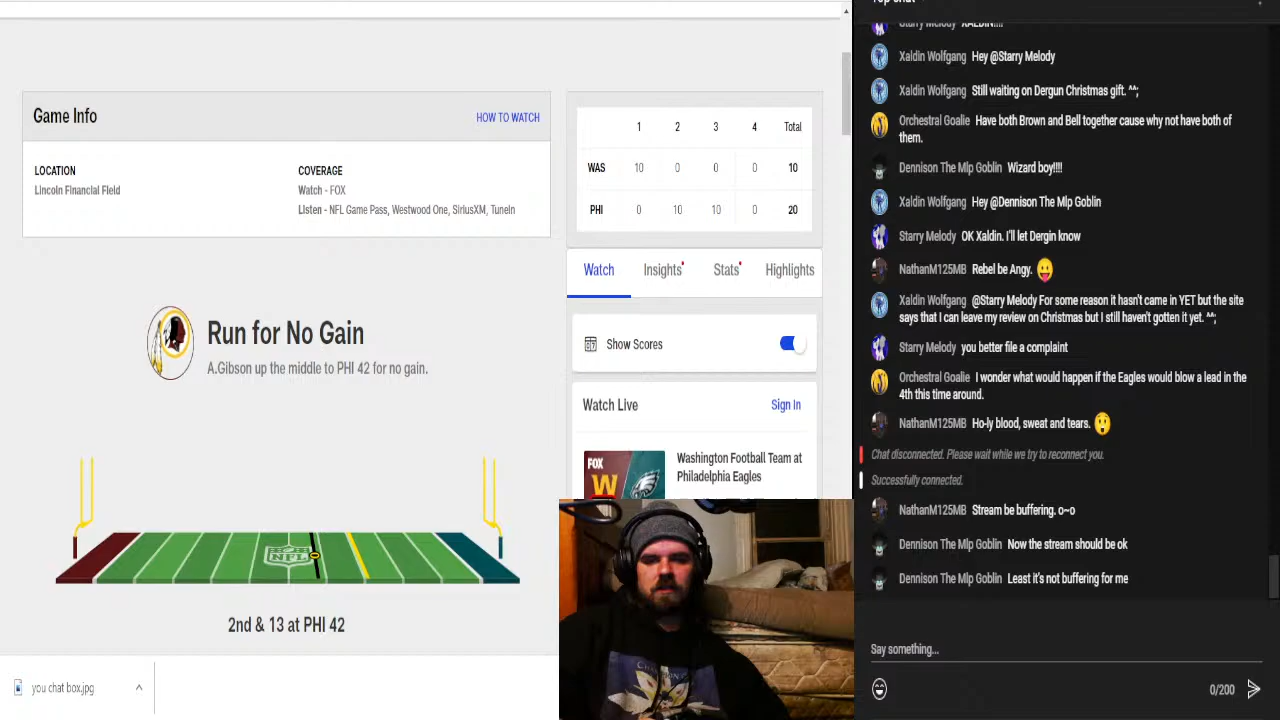 Game Info
HOW TO WATCH
LOCATION
Lincoln Financial Field
COVERAGE
Watch - FOX
Listen - NFL Game Pass, Westwood One, SiriusXM, TuneIn
Run for No Gain
A.Gibson up the middle to PHI 42 for no gain.
NFL
2nd & 13 at PHI 42
you chat box.jpg
1 2 3 4 Total
WAS 10 0 0 0 10
PHI 0 10 10 0 20
Watch Insights Stats Highlights
Show Scores
Watch Live
Sign In
FOX
W
Washington Football Team at
Philadelphia Eagles
Top chat
Starry Melody XALDIN!!!!
Xaldin Wolfgang Hey @Starry Melody
Xaldin Wolfgang Still waiting on Dergun Christmas gift. ^^;
Orchestral Goalie Have both Brown and Bell together cause why not have both of
them.
Dennison The Mlp Goblin Wizard boy!!!!
Xaldin Wolfgang Hey @Dennison The Mlp Goblin
Starry Melody OK Xaldin. I'll let Dergin know
NathanM125MB Rebel be Angy.
Xaldin Wolfgang @Starry Melody For some reason it hasn't came in YET but the site
says that I can leave my review on Christmas but I still haven't gotten it yet. ^^;
Starry Melody you better file a complaint
Orchestral Goalie I wonder what would happen if the Eagles would blow a lead in the
4th this time around.
NathanM125MB Ho-ly blood, sweat and tears.
Chat disconnected. Please wait while we try to reconnect you.
Successfully connected.
NathanM125MB Stream be buffering. o~o
Dennison The Mlp Goblin Now the stream should be ok
Dennison The Mlp Goblin Least it's not buffering for me
Say something...
0/200